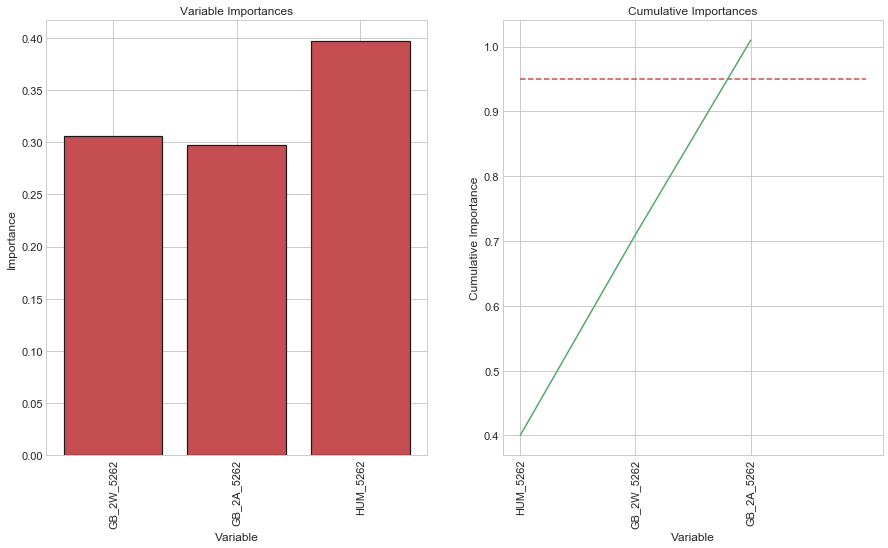 Variable Importances
0.40
0.35
0.30
0.25
0.20
0.15
0.10
0.05
0.00
Importance
GB_2W_5262
GB_2A_5262
HUM_5262
Variable
Cumulative Importances
1.0
0.9
0.8
0.7
0.6
0.5
0.4
Cumulative Importance
HUM_5262
GB_2W_5262
GB_2A_5262
Variable